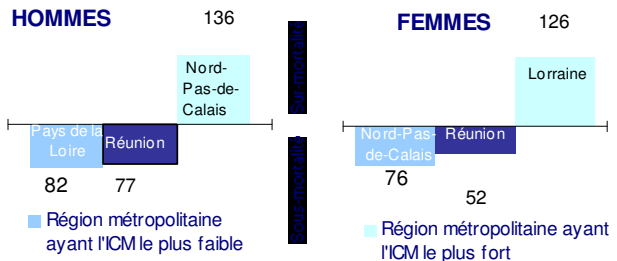 HOMMES
136
Nord-
Pas-de-
Calais
Pays de la
Loire
Réunion
82
77
Région métropolitaine
ayant l'ICM le plus faible
Sur-mortalité
Sous-mortalité
FEMMES
126
Lorraine
Nord-Pas-
de-Calais
Réunion
76
52
Région métropolitaine ayant
l'ICM le plus fort